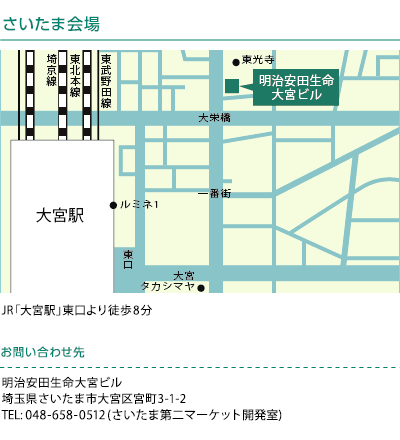 さいたま会場
埼京線
東北本線
東武野田線
東光寺
明治安田生命
大宮ビル
大栄橋
一番街
大宮駅
ルミネ1
東口
大宮
タカシマヤ
JR「大宮駅」東口より徒歩8分
お問い合わせ先
明治安田生命大宮ビル
埼玉県さいたま市大宮区宮町3-1-2
TEL: 048-658-0512 (さいたま第二マーケット開発室)